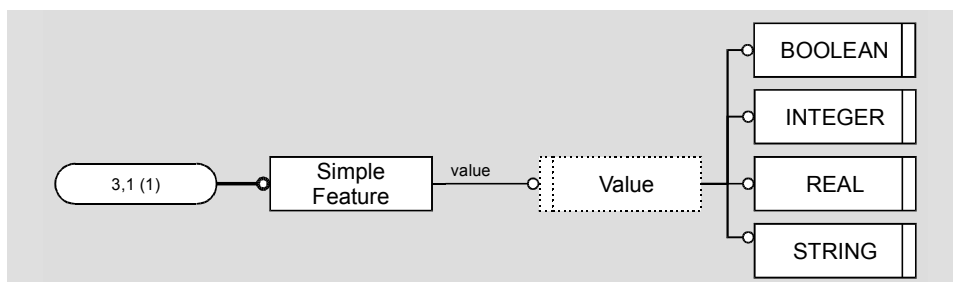 BOOLEAN
INTEGER
3,1 (1)
Simple
Feature
value
Value
REAL
STRING